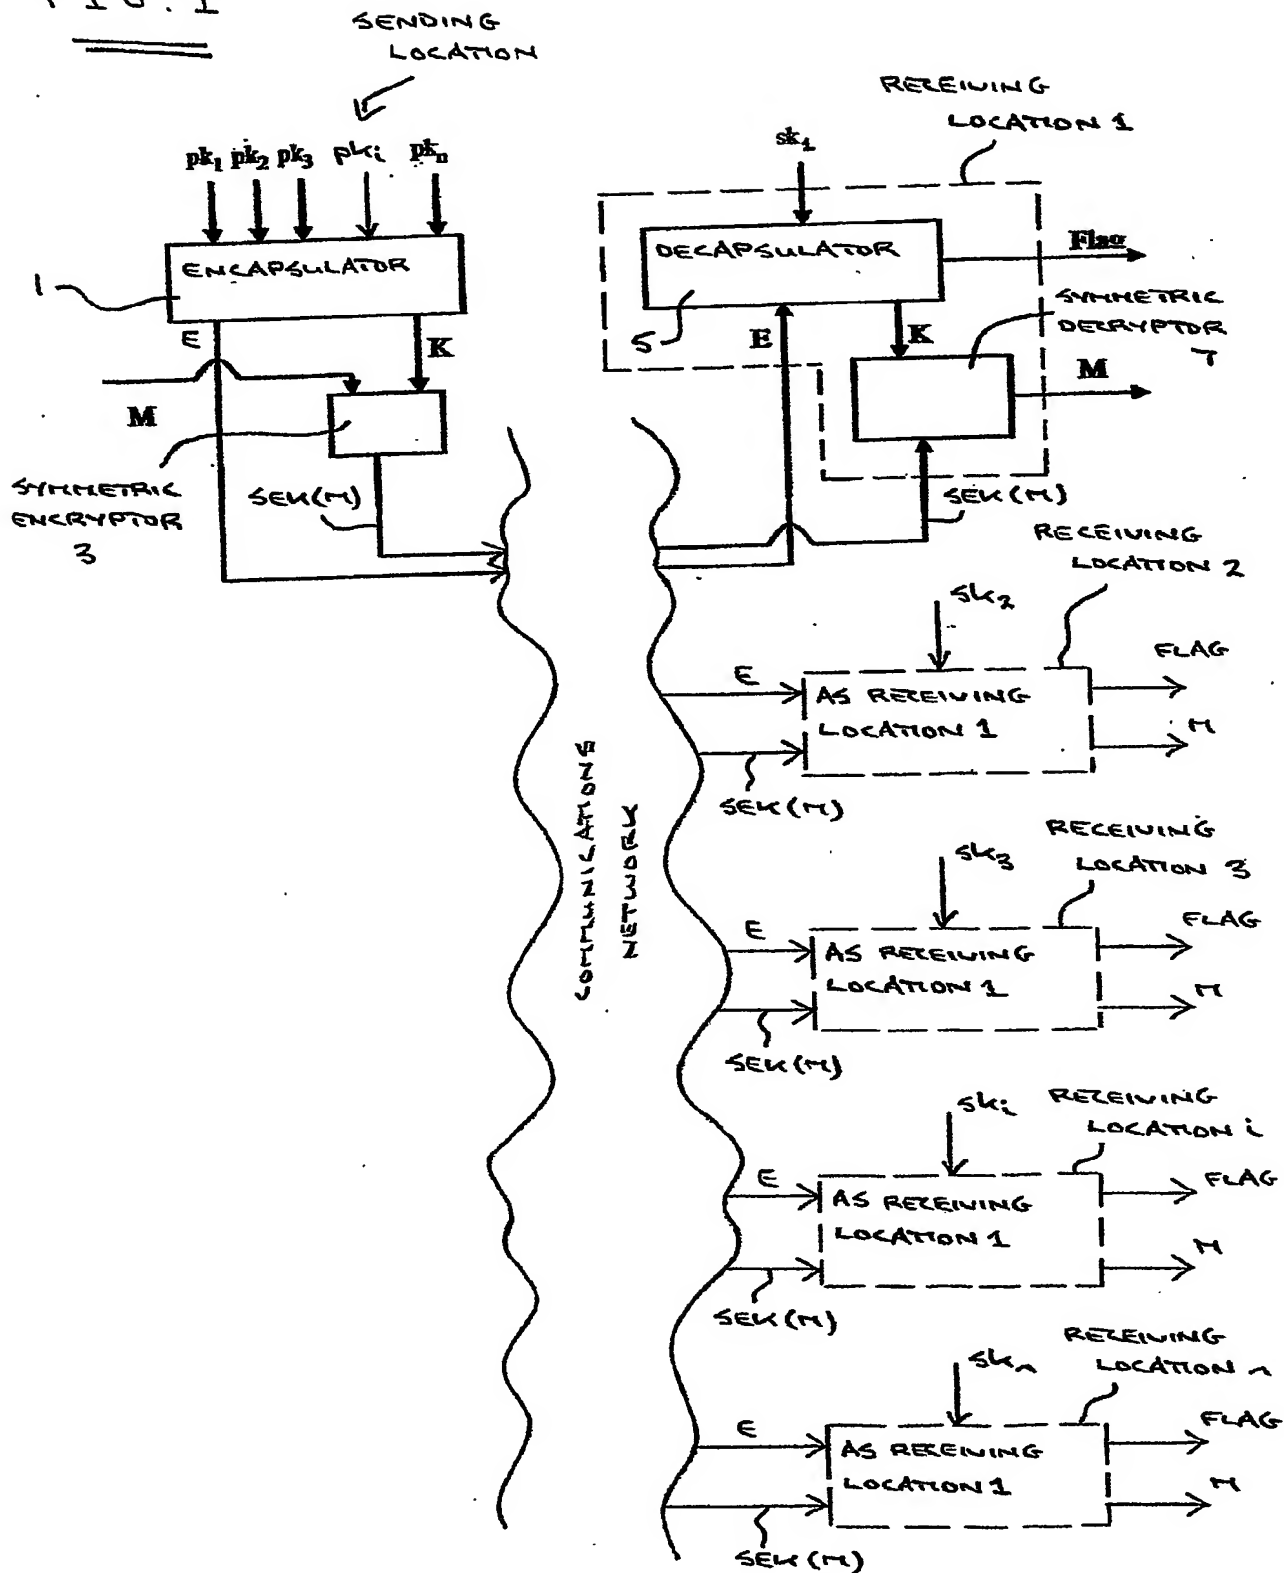 FIG. 1
SENDING
LOCATION
pk1 pk2 pk3 pki pkn
ENCAPSULATOR
1
E
K
M
SYMMETRIC
ENCRYPTOR
3
SEK(M)
RECEIVING
LOCATION 1
sk1
DECAPSULATOR
Flag
5
E
K
SYMMETRIC
DECRYPTOR
7
M
SEK(M)
COMMUNICATIONS
NETWORK
RECEIVING
LOCATION 2
sk2
E
AS RECEIVING
LOCATION 1
FLAG
M
SEK(M)
RECEIVING
LOCATION 3
sk3
E
AS RECEIVING
LOCATION 1
FLAG
M
SEK(M)
RECEIVING
LOCATION i
ski
E
AS RECEIVING
LOCATION 1
FLAG
M
SEK(M)
RECEIVING
LOCATION n
skn
E
AS RECEIVING
LOCATION 1
FLAG
M
SEK(M)